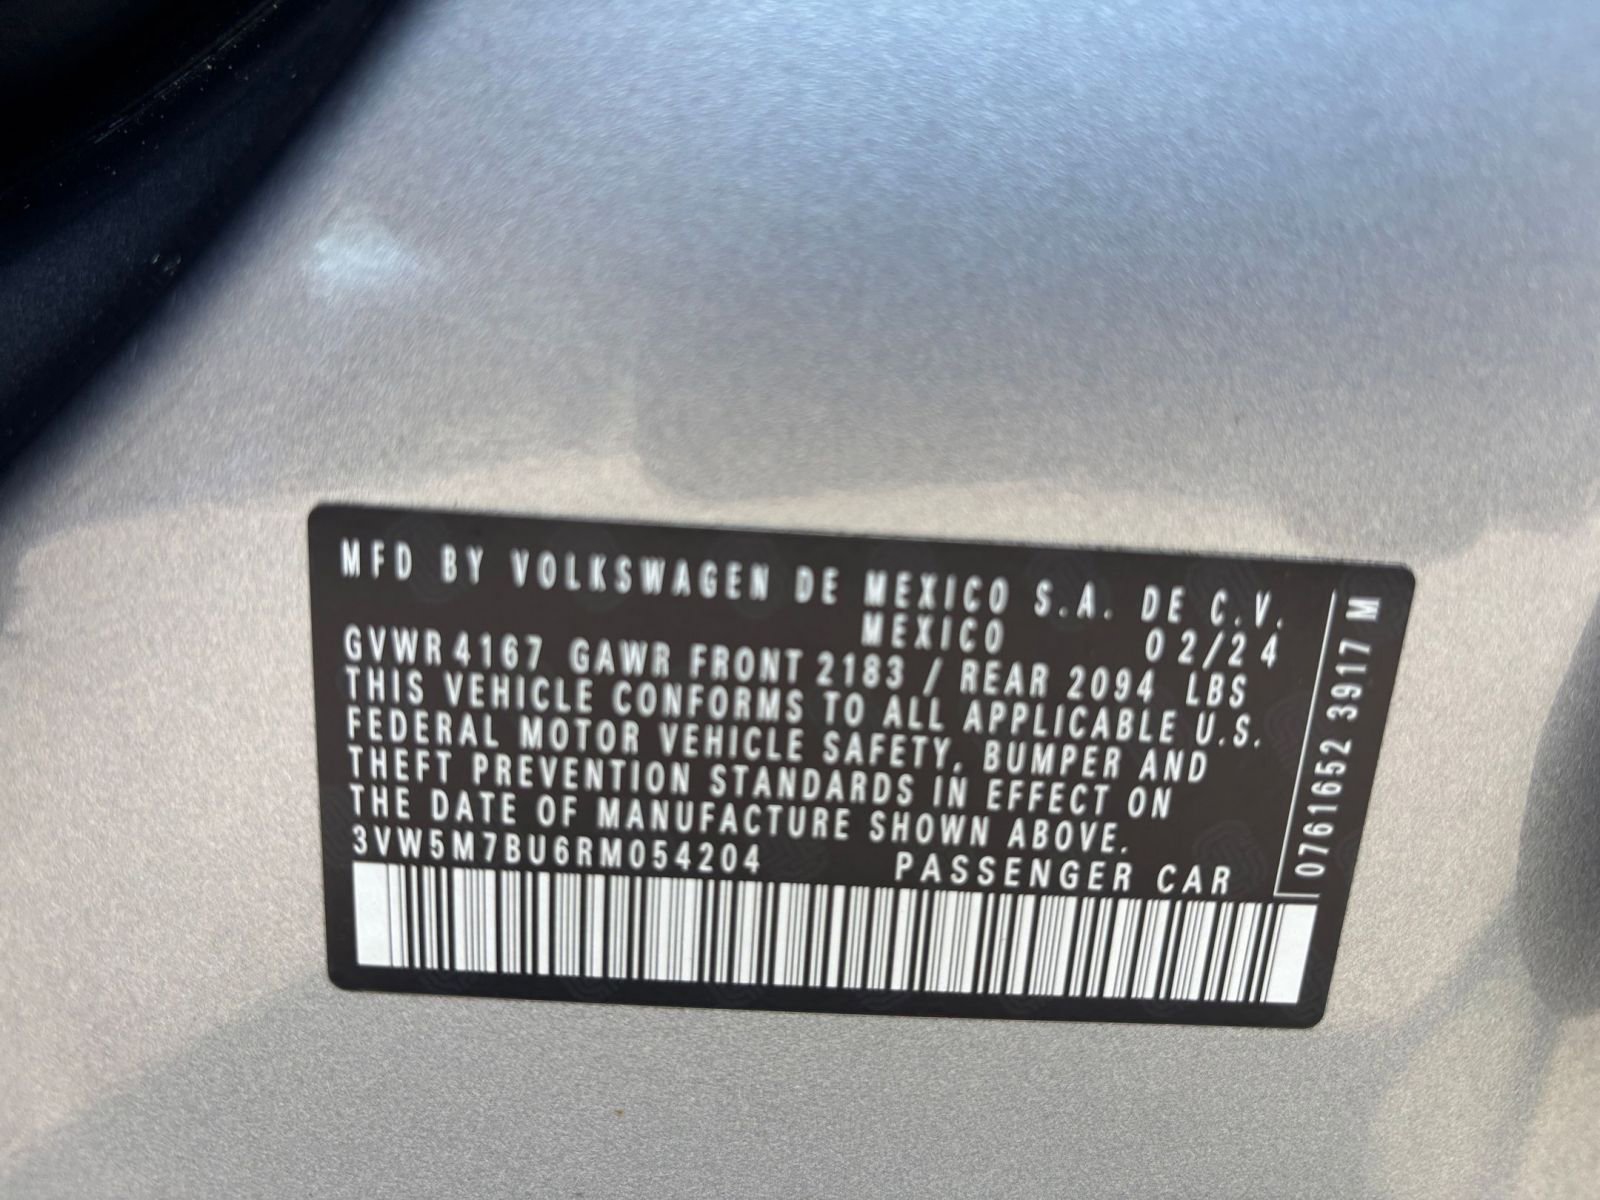 MFD BY VOLKSWAGEN DE MEXICO S.A. DE C.V.
MEXICO 02/24
GVWR 4167 GAWR FRONT 2183 / REAR 2094 LBS
THIS VEHICLE CONFORMS TO ALL APPLICABLE U.S.
FEDERAL MOTOR VEHICLE SAFETY, BUMPER AND
THEFT PREVENTION STANDARDS IN EFFECT ON
THE DATE OF MANUFACTURE SHOWN ABOVE.
3VW5M7BU6RM054204 PASSENGER CAR
0761652 3917 M